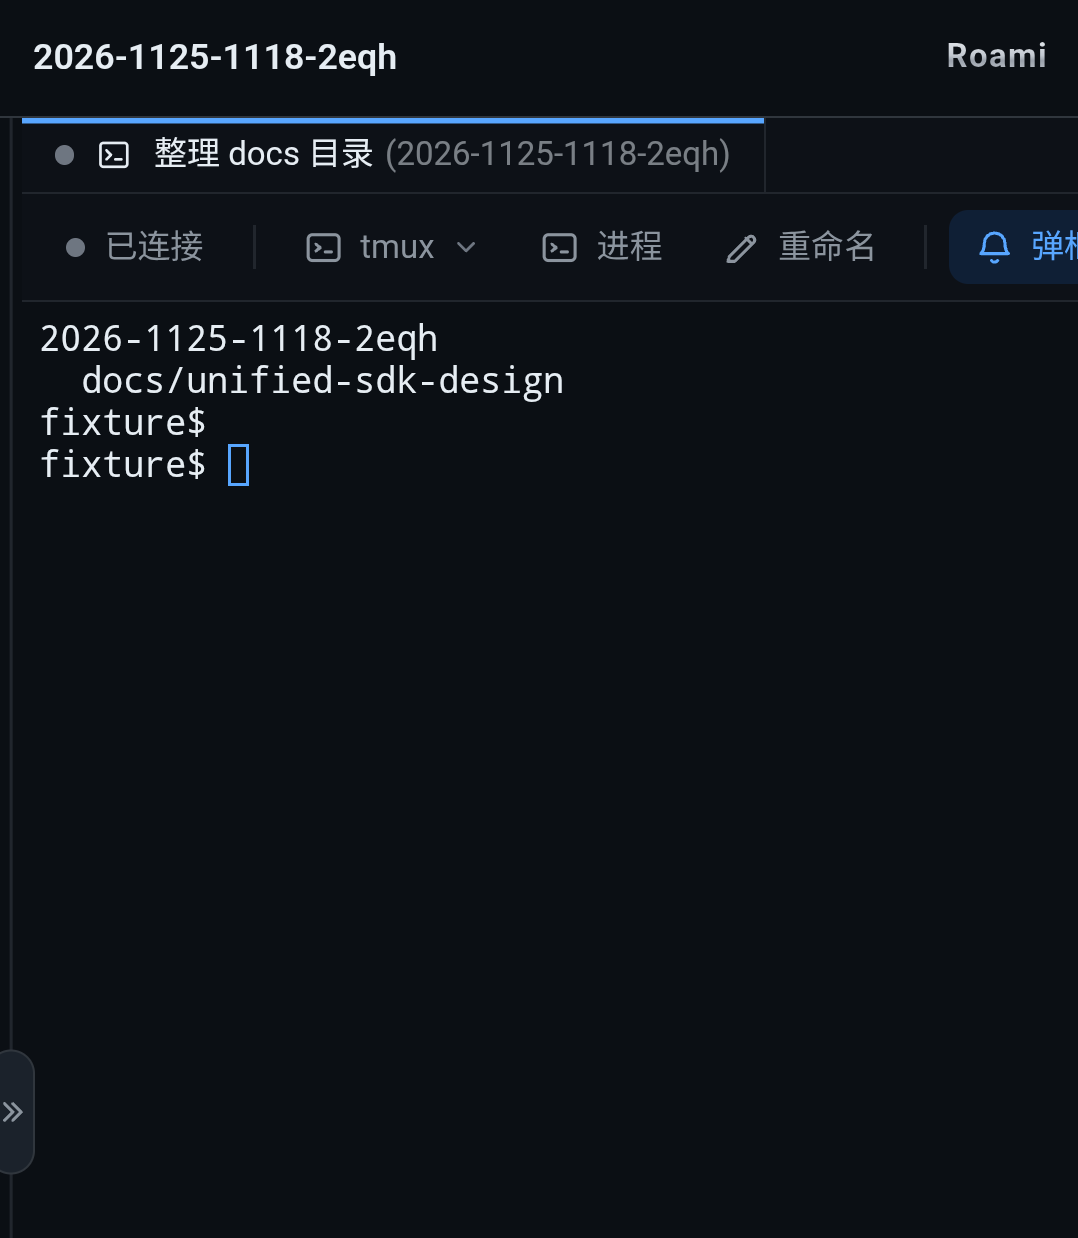 2026-1125-1118-2eqh Roami
整理 docs 目录 (2026-1125-1118-2eqh)
已连接 tmux 进程 重命名 弹
2026-1125-1118-2eqh
docs/unified-sdk-design
fixture$
fixture$